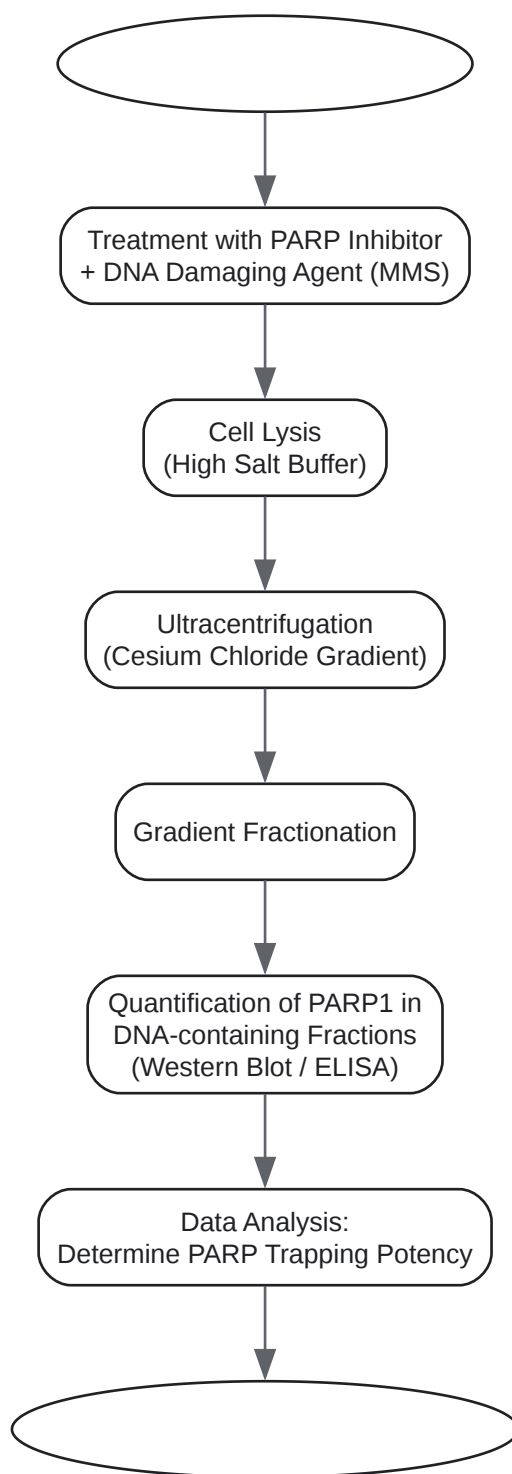 Treatment with PARP Inhibitor
+ DNA Damaging Agent (MMS)
Cell Lysis
(High Salt Buffer)
Ultracentrifugation
(Cesium Chloride Gradient)
Gradient Fractionation
Quantification of PARP1 in
DNA-containing Fractions
(Western Blot / ELISA)
Data Analysis:
Determine PARP Trapping Potency